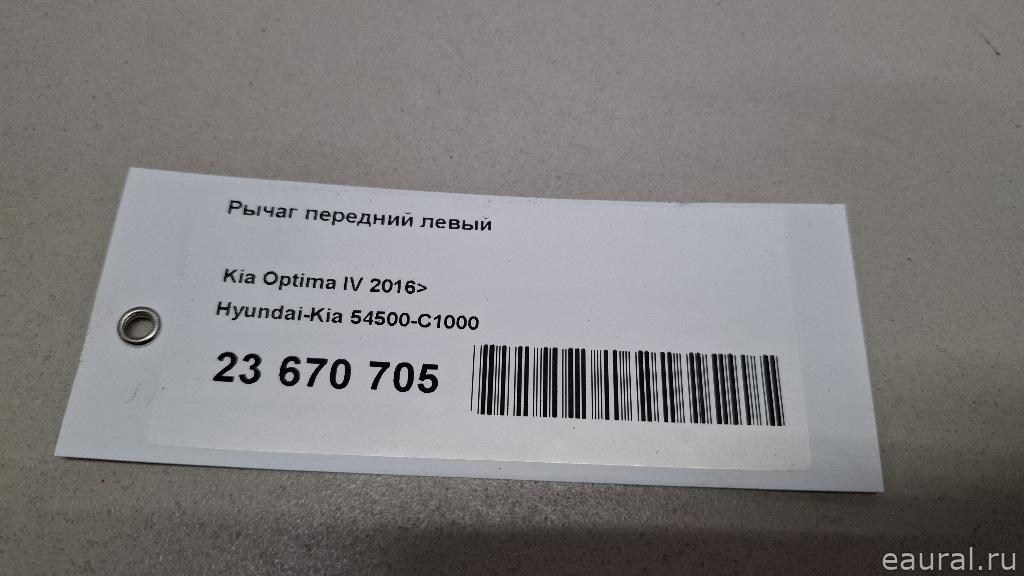 Рычаг передний левый
Kia Optima IV 2016>
Hyundai-Kia 54500-C1000
23 670 705
eaural.ru